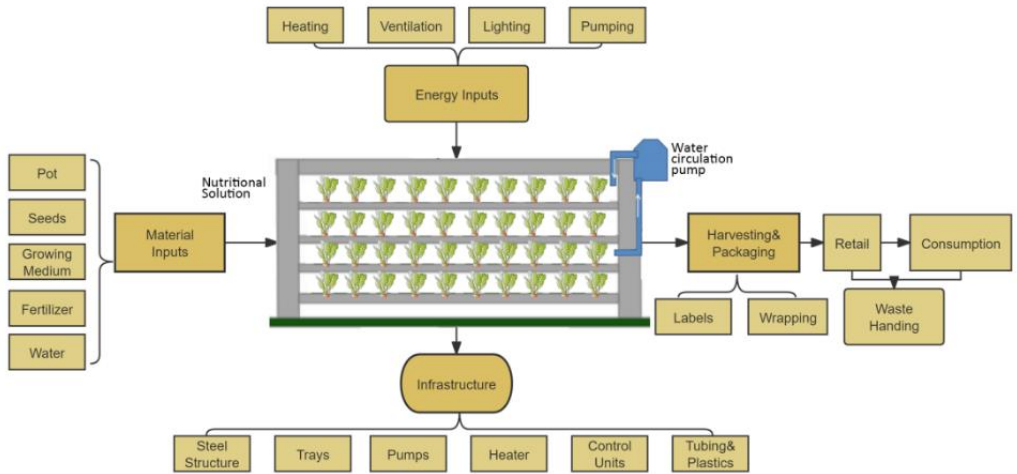 Heating
Ventilation
Lighting
Pumping
Energy Inputs
Pot
Seeds
Growing
Medium
Fertilizer
Water
Material
Inputs
Nutritional
Solution
Water
circulation
pump
Harvesting&
Packaging
Labels
Wrapping
Retail
Consumption
Waste
Handing
Infrastructure
Steel
Structure
Trays
Pumps
Heater
Control
Units
Tubing&
Plastics